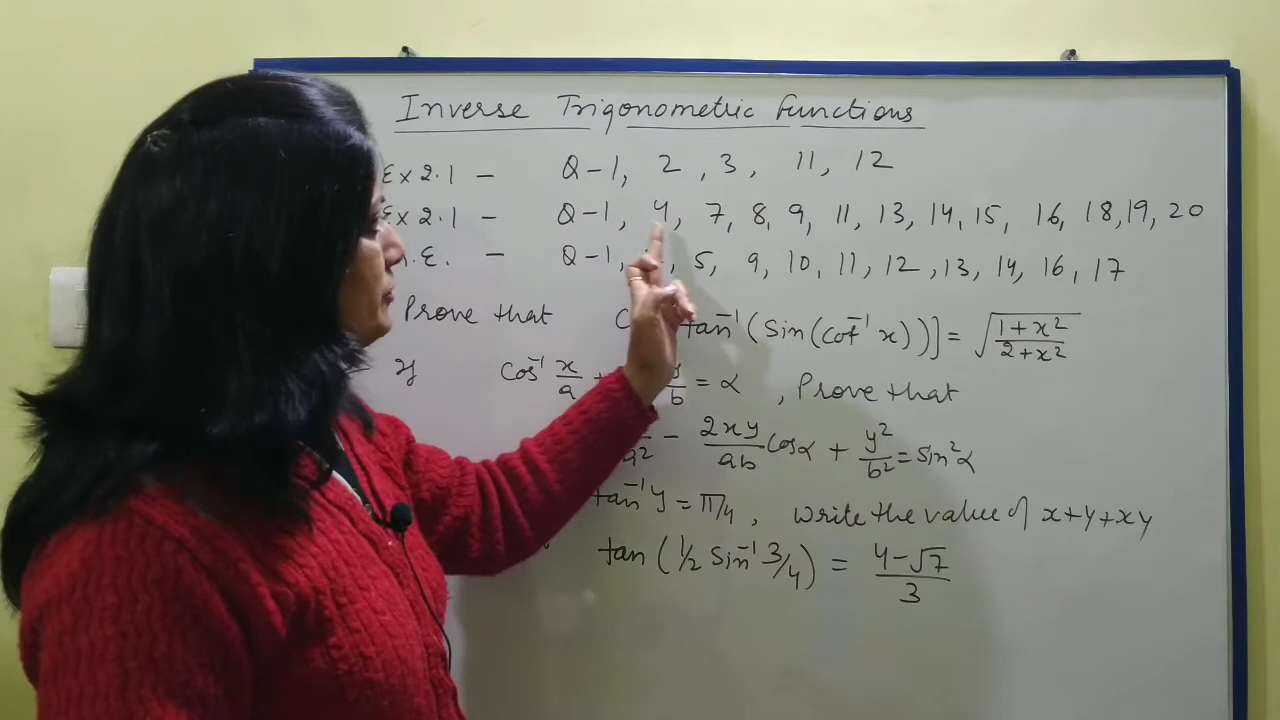 Inverse Trigonometric Functions
Ex 2.1 - Q-1, 2, 3, 11, 12
Ex 2.1 - Q-1, 4, 7, 8, 9, 11, 13, 14, 15, 16, 18, 19, 20
.E. - Q-1, 5, 9, 10, 11, 12, 13, 14, 16, 17
Prove that tan⁻¹(Sin(cot⁻¹ x))] = √((1+x²)/(2+x²))
If Cos⁻¹ x/a + y/b = α, Prove that
a² - 2xy/ab Cosα + y²/b² = Sin²α
tan⁻¹ y = π/4, write the value of x+y+xy
tan(1/2 Sin⁻¹ 3/4) = (4-√7)/3